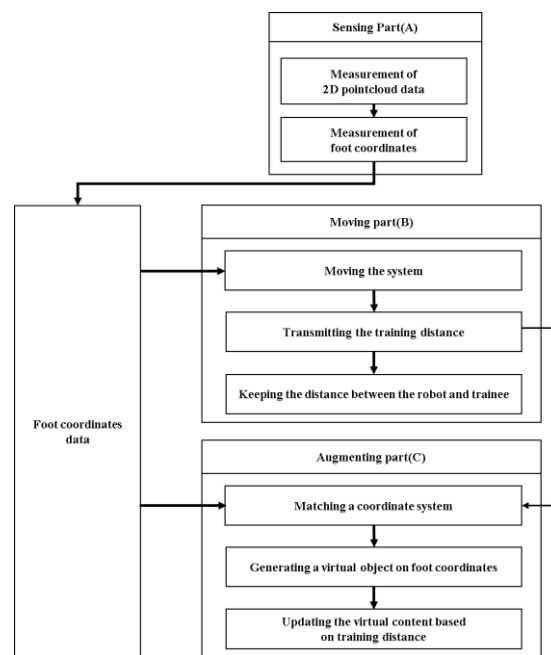 Sensing Part(A)
Measurement of
2D pointcloud data
Measurement of
foot coordinates
Foot coordinates
data
Moving part(B)
Moving the system
Transmitting the training distance
Keeping the distance between the robot and trainee
Augmenting part(C)
Matching a coordinate system
Generating a virtual object on foot coordinates
Updating the virtual content based
on training distance